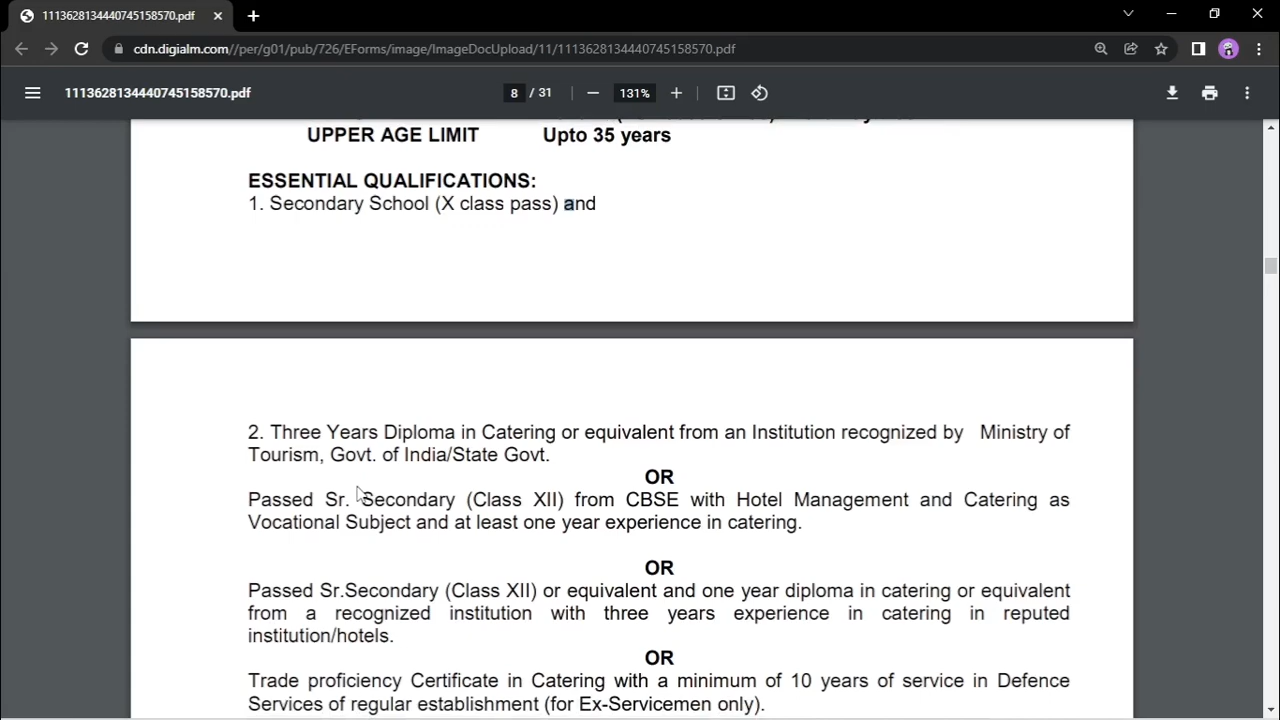 1113628134440745158570.pdf
cdn.digialm.com//per/g01/pub/726/EForms/image/ImageDocUpload/11/1113628134440745158570.pdf
1113628134440745158570.pdf
8 / 31
131%
UPPER AGE LIMIT Upto 35 years
ESSENTIAL QUALIFICATIONS:
1. Secondary School (X class pass) and
2. Three Years Diploma in Catering or equivalent from an Institution recognized by Ministry of
Tourism, Govt. of India/State Govt.
OR
Passed Sr. Secondary (Class XII) from CBSE with Hotel Management and Catering as
Vocational Subject and at least one year experience in catering.
OR
Passed Sr.Secondary (Class XII) or equivalent and one year diploma in catering or equivalent
from a recognized institution with three years experience in catering in reputed
institution/hotels.
OR
Trade proficiency Certificate in Catering with a minimum of 10 years of service in Defence
Services of regular establishment (for Ex-Servicemen only).